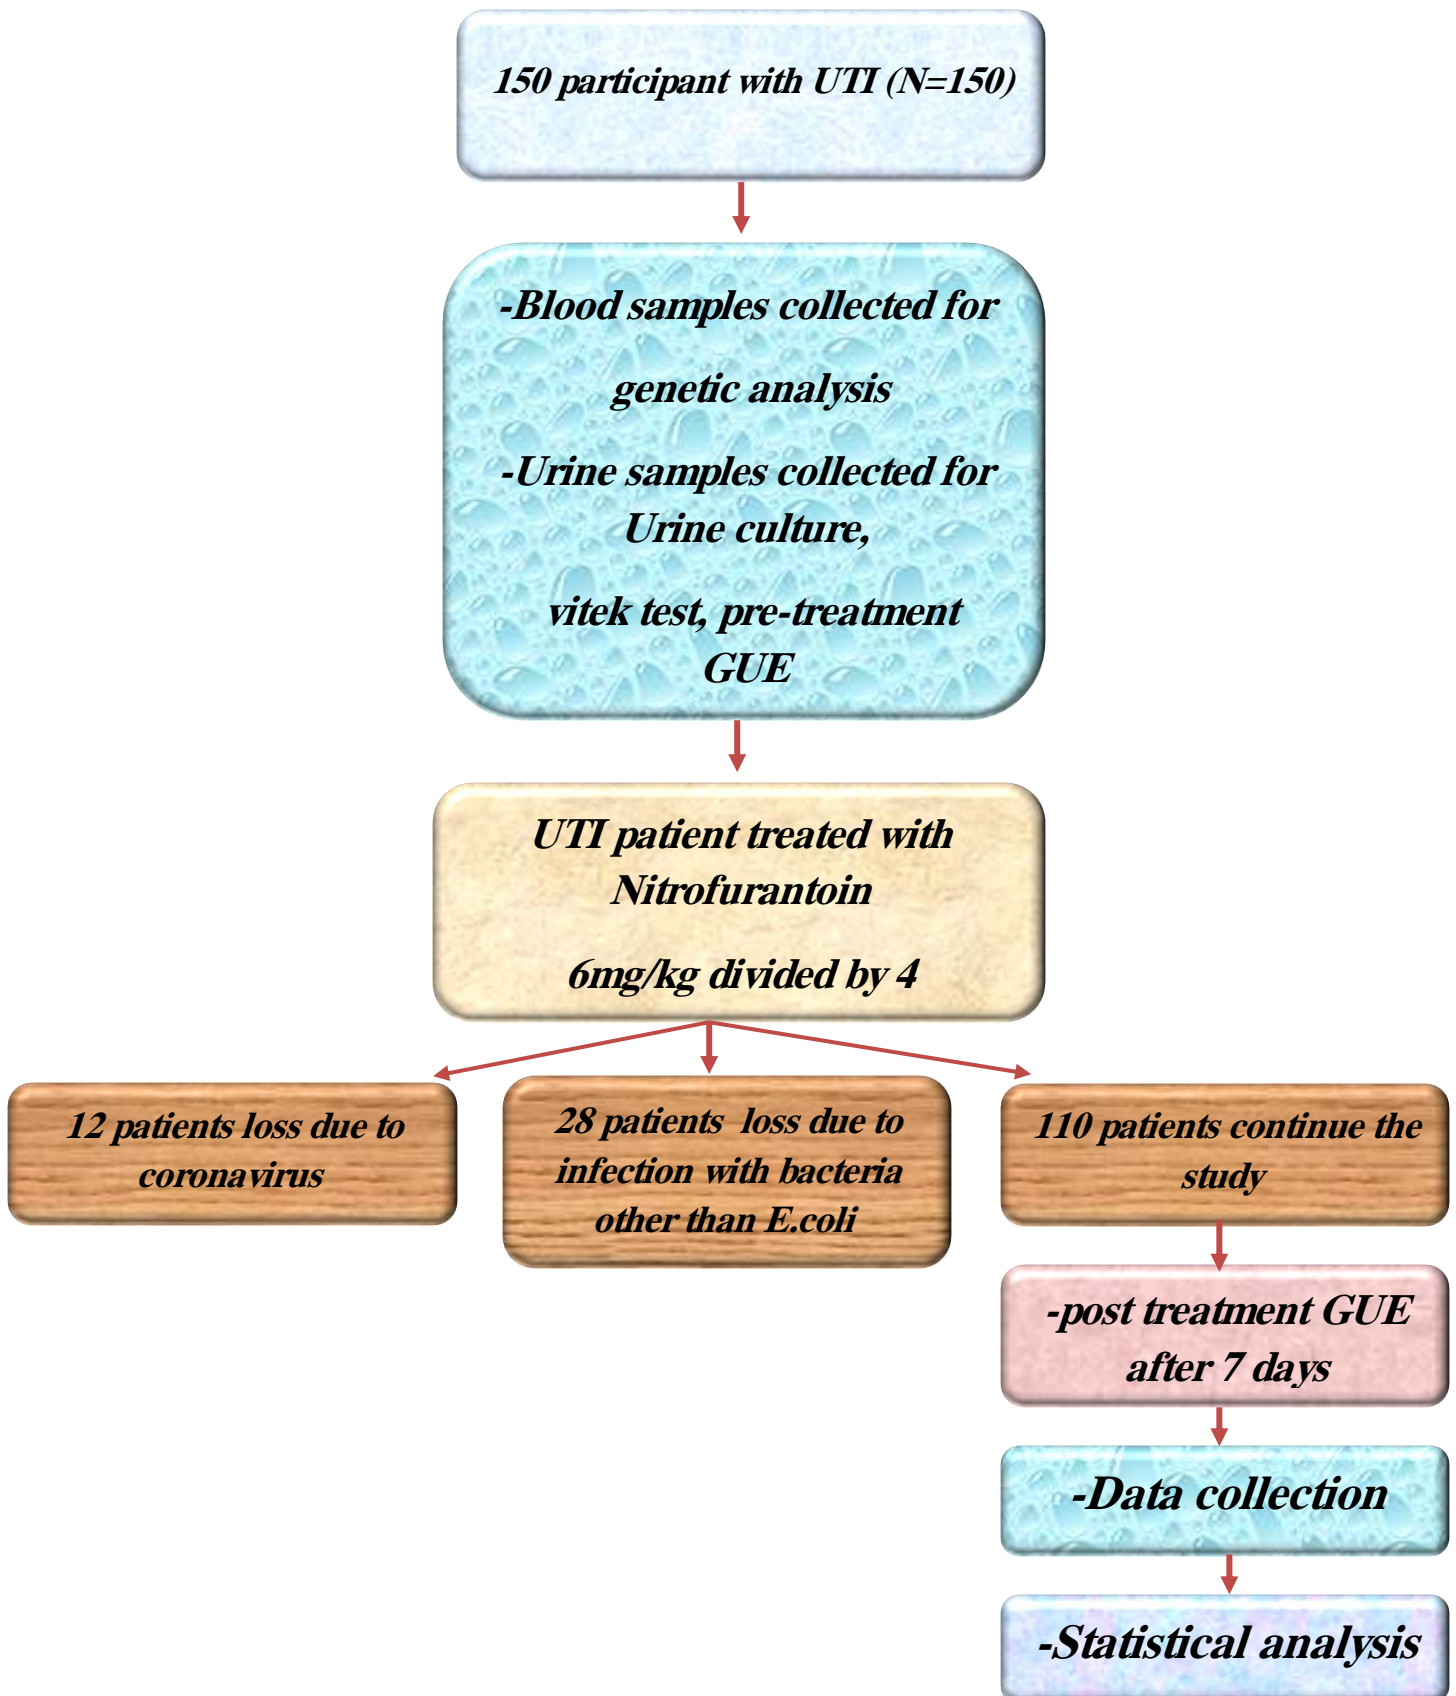 150 participant with UTI (N=150)
-Blood samples collected for
genetic analysis
-Urine samples collected for
Urine culture,
vitek test, pre-treatment
GUE
UTI patient treated with
Nitrofurantoin
6mg/kg divided by 4
12 patients loss due to
coronavirus
28 patients loss due to
infection with bacteria
other than E.coli
110 patients continue the
study
-post treatment GUE
after 7 days
-Data collection
-Statistical analysis